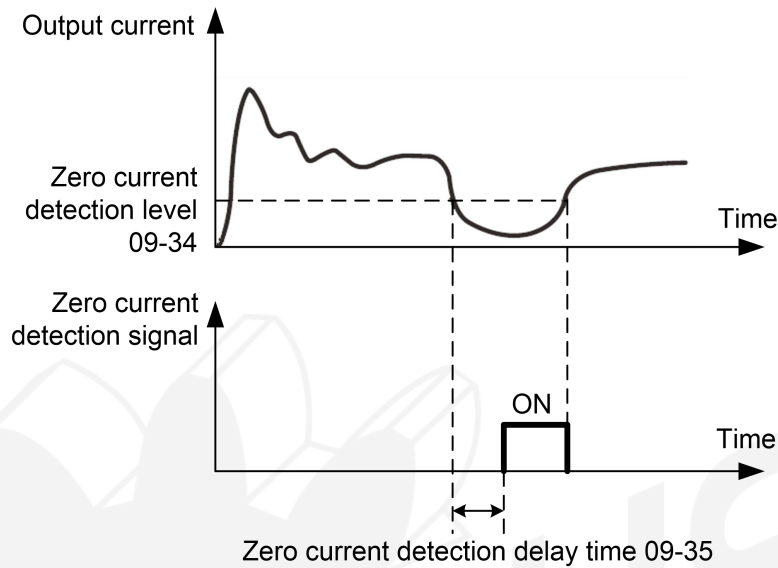 Output current
Zero current
detection level
09-34
Time
Zero current
detection signal
ON
Time
Zero current detection delay time 09-35